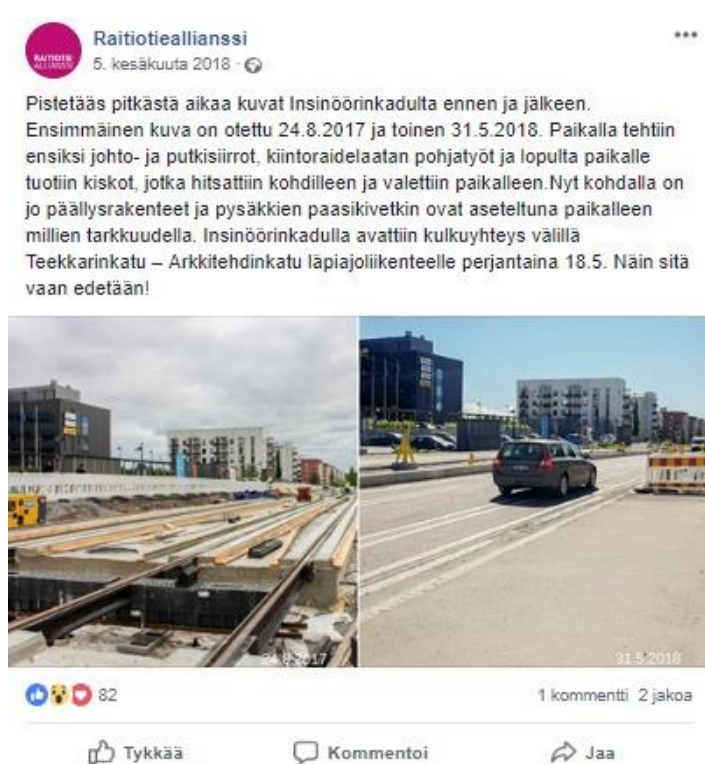 RAITIOTIE
ALLIANSSI
Raitiotieallianssi
5. kesäkuuta 2018 ·
Pistetääs pitkästä aikaa kuvat Insinöörinkadulta ennen ja jälkeen.
Ensimmäinen kuva on otettu 24.8.2017 ja toinen 31.5.2018. Paikalla tehtiin
ensiksi johto- ja putkisiirrot, kiintoraidelaatan pohjatyöt ja lopulta paikalle
tuotiin kiskot, jotka hitsattiin kohdilleen ja valettiin paikalleen.Nyt kohdalla on
jo päällysrakenteet ja pysäkkien paasikivetkin ovat aseteltuna paikalleen
millien tarkkuudella. Insinöörinkadulla avattiin kulkuyhteys välillä
Teekkarinkatu – Arkkitehdinkatu läpiajoliikenteelle perjantaina 18.5. Näin sitä
vaan edetään!
24.8.2017
31.5.2018
82
1 kommentti 2 jakoa
Tykkää
Kommentoi
Jaa